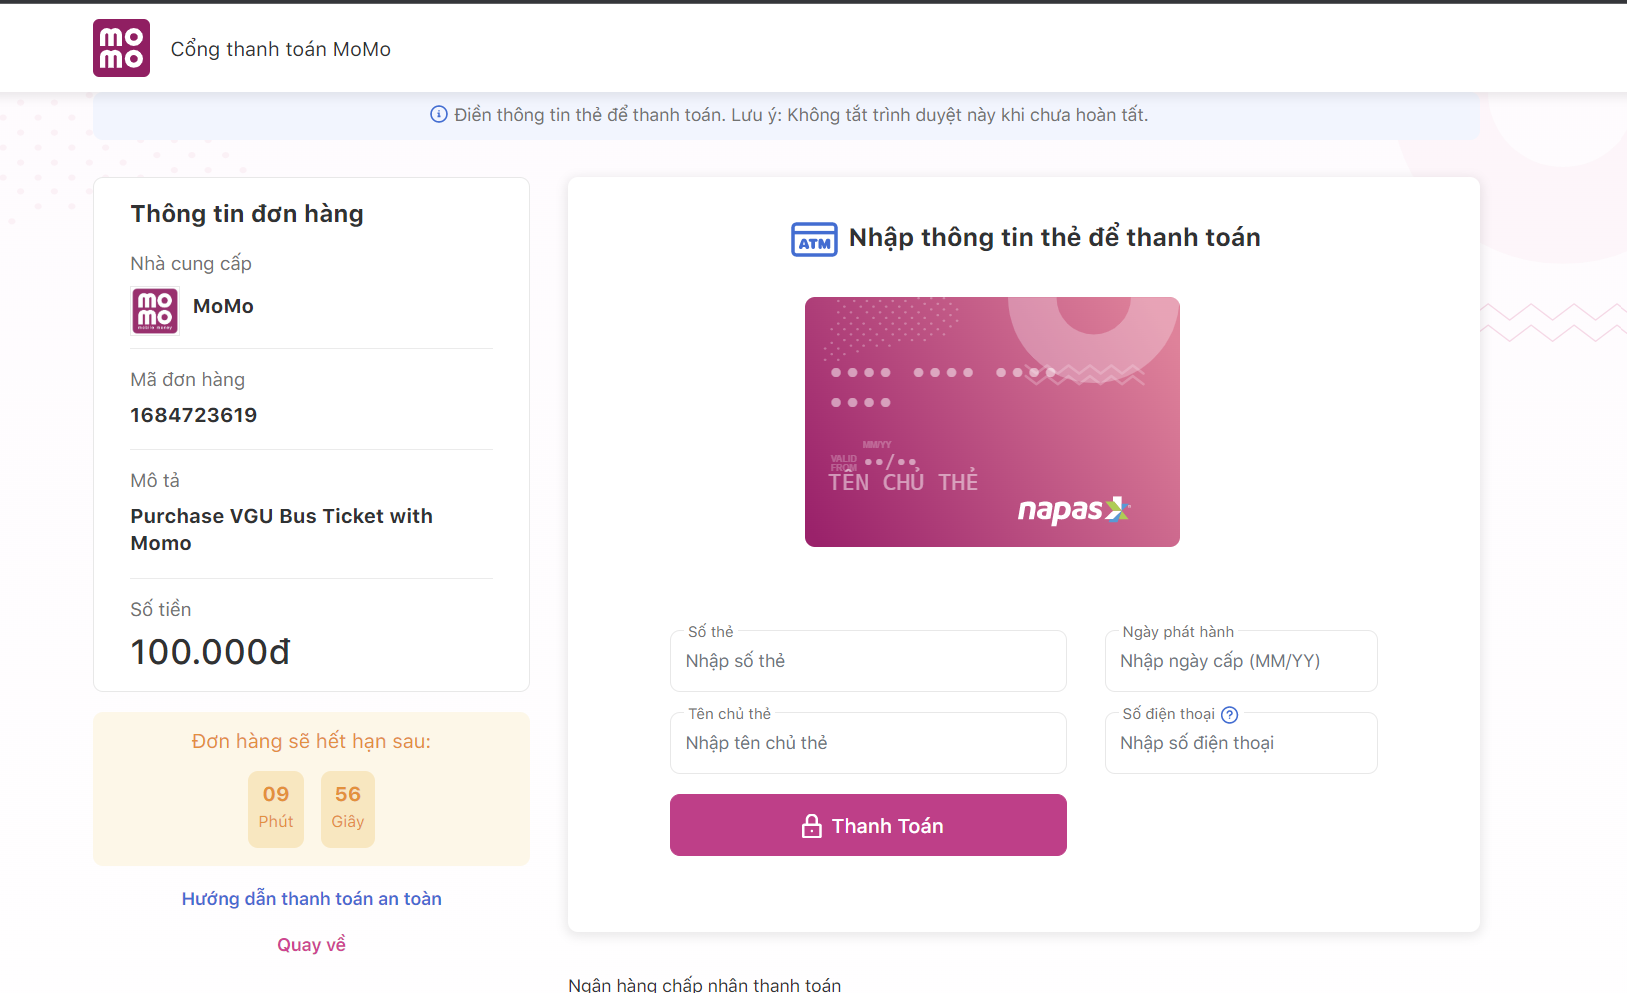 MOMO
Cổng thanh toán MoMo
Điền thông tin thẻ để thanh toán. Lưu ý: Không tắt trình duyệt này khi chưa hoàn tất.
Thông tin đơn hàng
Nhà cung cấp
MOMO
mobile money
MoMo
Mã đơn hàng
1684723619
Mô tả
Purchase VGU Bus Ticket with
Momo
Số tiền
100.000đ
Đơn hàng sẽ hết hạn sau:
09 56
Phút Giây
Hướng dẫn thanh toán an toàn
Quay về
ATM Nhập thông tin thẻ để thanh toán
MM/YY
VALID
FROM ••/••
TÊN CHỦ THẺ
napas
Số thẻ
Nhập số thẻ
Ngày phát hành
Nhập ngày cấp (MM/YY)
Tên chủ thẻ
Nhập tên chủ thẻ
Số điện thoại ?
Nhập số điện thoại
Thanh Toán
Ngân hàng chấp nhận thanh toán